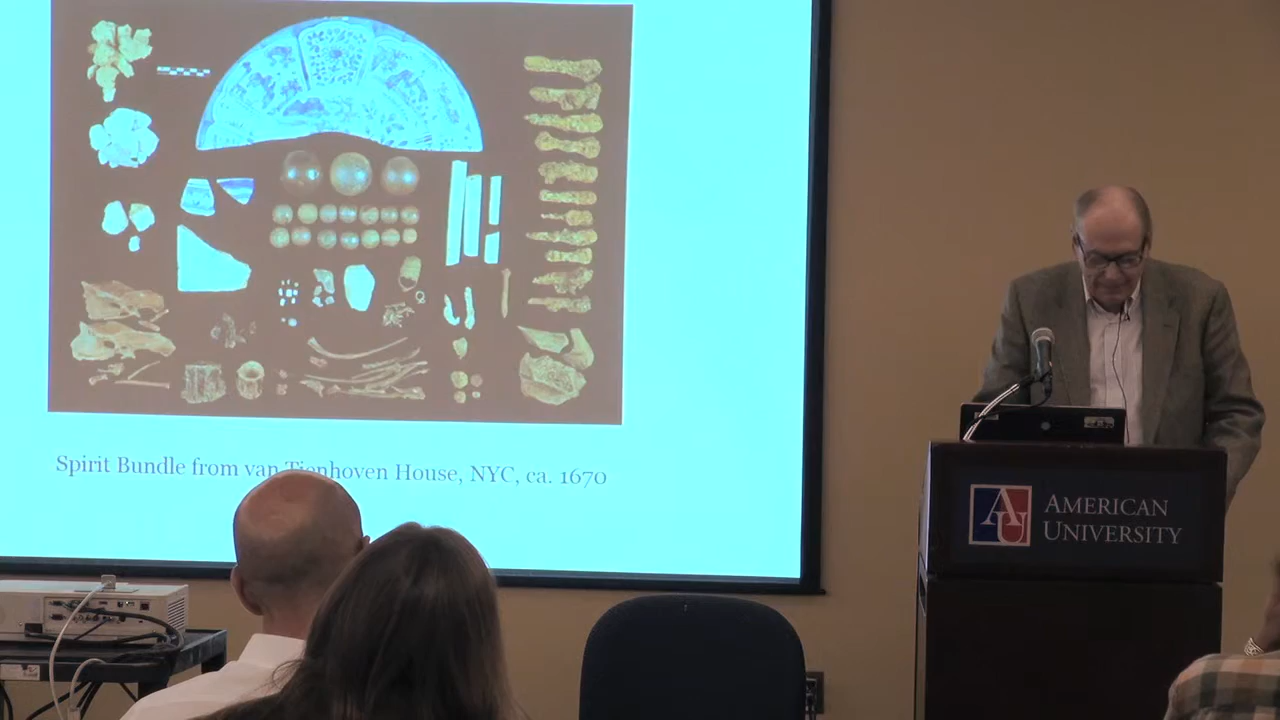 Spirit Bundle from van Tienhoven House, NYC, ca. 1670
AU
AMERICAN
UNIVERSITY